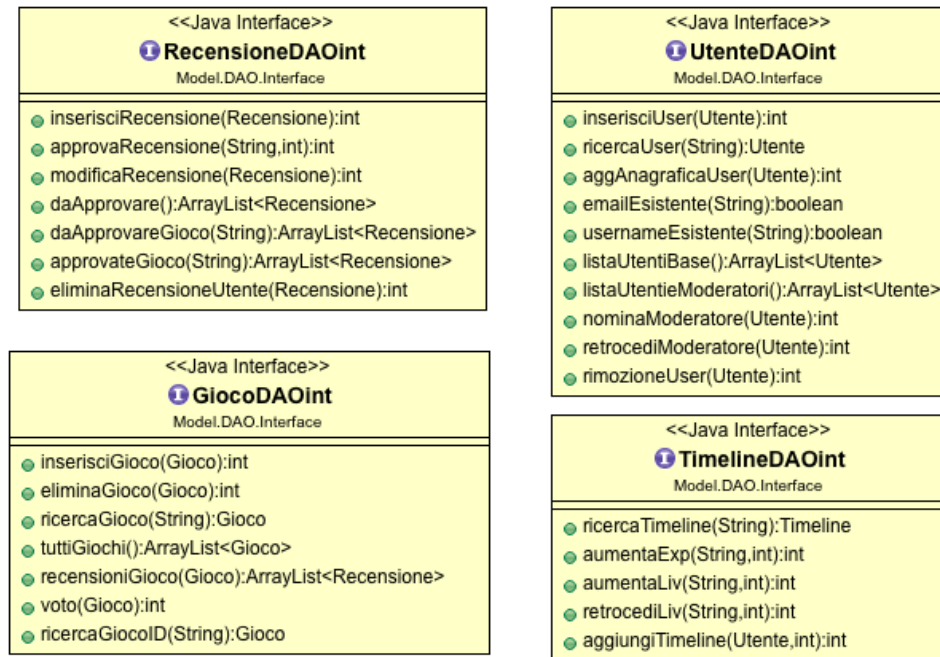 <<Java Interface>>
RecensioneDAOint
Model.DAO.Interface
inserisciRecensione(Recensione):int
approvaRecensione(String,int):int
modificaRecensione(Recensione):int
daApprovare():ArrayList<Recensione>
daApprovareGioco(String):ArrayList<Recensione>
approvateGioco(String):ArrayList<Recensione>
eliminaRecensioneUtente(Recensione):int
<<Java Interface>>
UtenteDAOint
Model.DAO.Interface
inserisciUser(Utente):int
ricercaUser(String):Utente
aggAnagraficaUser(Utente):int
emailEsistente(String):boolean
usernameEsistente(String):boolean
listaUtentiBase():ArrayList<Utente>
listaUtentieModeratori():ArrayList<Utente>
nominaModeratore(Utente):int
retrocediModeratore(Utente):int
rimozioneUser(Utente):int
<<Java Interface>>
GiocoDAOint
Model.DAO.Interface
inserisciGioco(Gioco):int
eliminaGioco(Gioco):int
ricercaGioco(String):Gioco
tuttiGiochi():ArrayList<Gioco>
recensioniGioco(Gioco):ArrayList<Recensione>
voto(Gioco):int
ricercaGiocoID(String):Gioco
<<Java Interface>>
TimelineDAOint
Model.DAO.Interface
ricercaTimeline(String):Timeline
aumentaExp(String,int):int
aumentaLiv(String,int):int
retrocediLiv(String,int):int
aggiungiTimeline(Utente,int):int